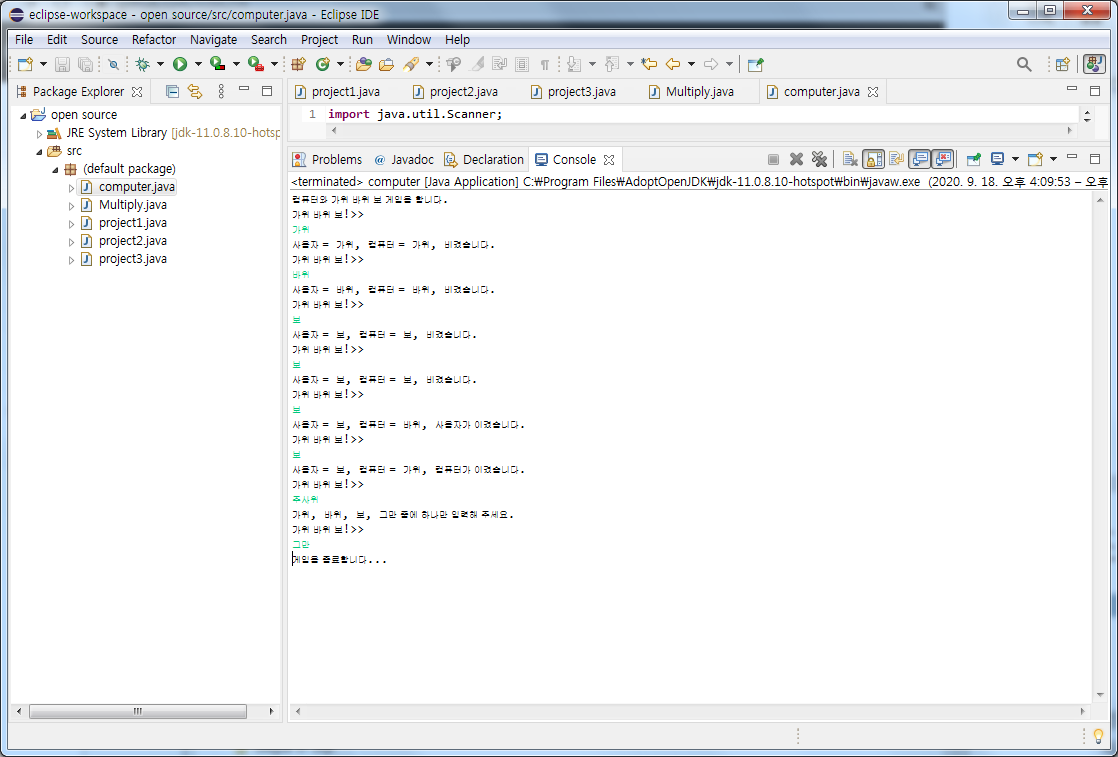 eclipse-workspace - open source/src/computer.java - Eclipse IDE
File Edit Source Refactor Navigate Search Project Run Window Help
Package Explorer
open source
JRE System Library [jdk-11.0.8.10-hotsp
src
(default package)
computer.java
Multiply.java
project1.java
project2.java
project3.java
project1.java project2.java project3.java Multiply.java computer.java
1 import java.util.Scanner;
Problems @ Javadoc Declaration Console
<terminated> computer [Java Application] C:₩Program Files₩AdoptOpenJDK₩jdk-11.0.8.10-hotspot₩bin₩javaw.exe (2020. 9. 18. 오후 4:09:53 – 오후
컴퓨터와 가위 바위 보 게임을 합니다.
가위 바위 보!>>
가위
사용자 = 가위, 컴퓨터 = 가위, 비겼습니다.
가위 바위 보!>>
바위
사용자 = 바위, 컴퓨터 = 바위, 비겼습니다.
가위 바위 보!>>
보
사용자 = 보, 컴퓨터 = 보, 비겼습니다.
가위 바위 보!>>
보
사용자 = 보, 컴퓨터 = 보, 비겼습니다.
가위 바위 보!>>
보
사용자 = 보, 컴퓨터 = 바위, 사용자가 이겼습니다.
가위 바위 보!>>
보
사용자 = 보, 컴퓨터 = 가위, 컴퓨터가 이겼습니다.
가위 바위 보!>>
주사위
가위, 바위, 보, 그만 중에 하나만 입력해 주세요.
가위 바위 보!>>
그만
게임을 종료합니다...